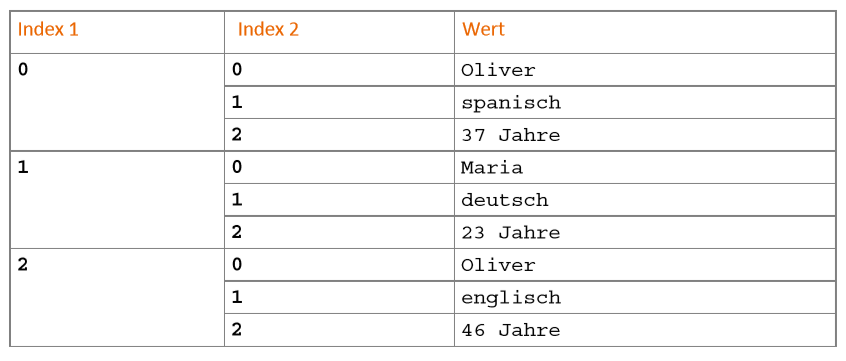 Index 1 Index 2 Wert
0 0 Oliver
1 spanisch
2 37 Jahre
1 0 Maria
1 deutsch
2 23 Jahre
2 0 Oliver
1 englisch
2 46 Jahre